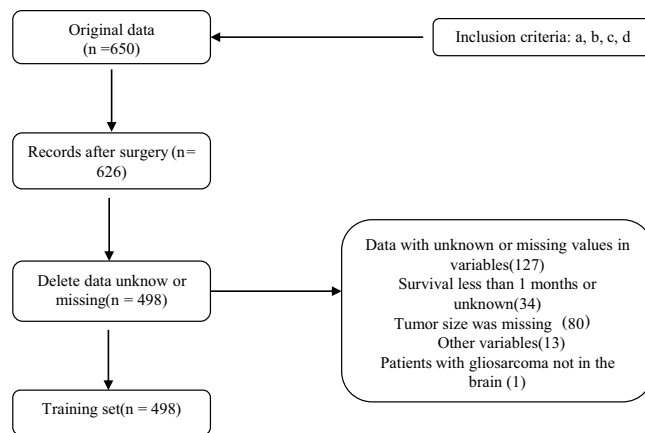 Original data
(n =650)
Inclusion criteria: a, b, c, d
Records after surgery (n=
626)
Delete data unknow or
missing(n = 498)
Data with unknown or missing values in
variables(127)
Survival less than 1 months or
unknown(34)
Tumor size was missing (80)
Other variables(13)
Patients with gliosarcoma not in the
brain (1)
Training set(n = 498)